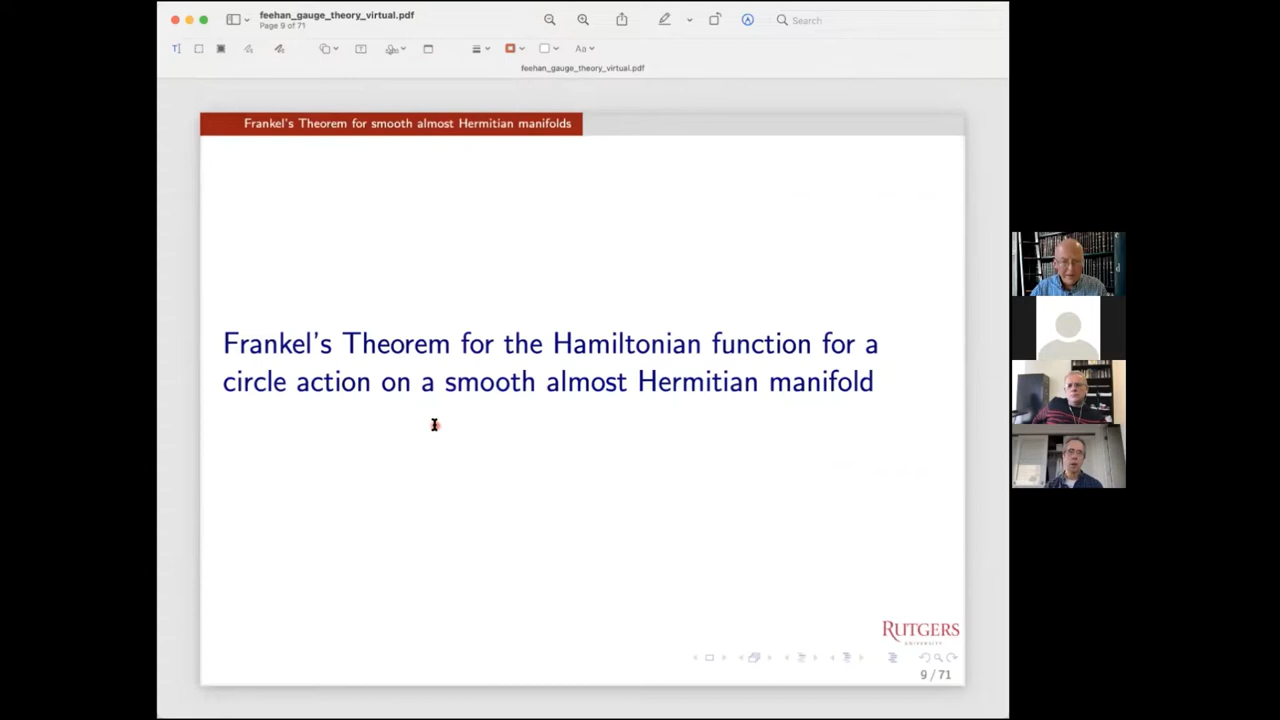 feehan_gauge_theory_virtual.pdf
Page 9 of 71
Search
feehan_gauge_theory_virtual.pdf
Frankel's Theorem for smooth almost Hermitian manifolds
Frankel's Theorem for the Hamiltonian function for a
circle action on a smooth almost Hermitian manifold
RUTGERS
UNIVERSITY
9 / 71